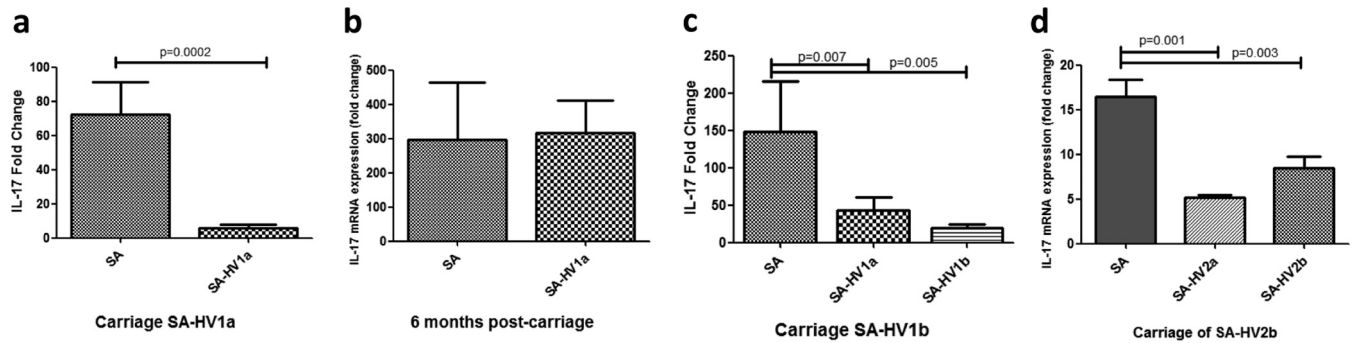 a
p=0.0002
IL-17 Fold Change
100
80
60
40
20
0
SA
SA-HV1a
Carriage SA-HV1a
b
IL-17 mRNA expression (fold change)
500
400
300
200
100
0
SA
SA-HV1a
6 months post-carriage
c
p=0.007
p=0.005
IL-17 Fold Change
250
200
150
100
50
0
SA
SA-HV1a
SA-HV1b
Carriage SA-HV1b
d
p=0.001
p=0.003
IL-17 mRNA expression (fold change)
20
15
10
5
0
SA
SA-HV2a
SA-HV2b
Carriage of SA-HV2b